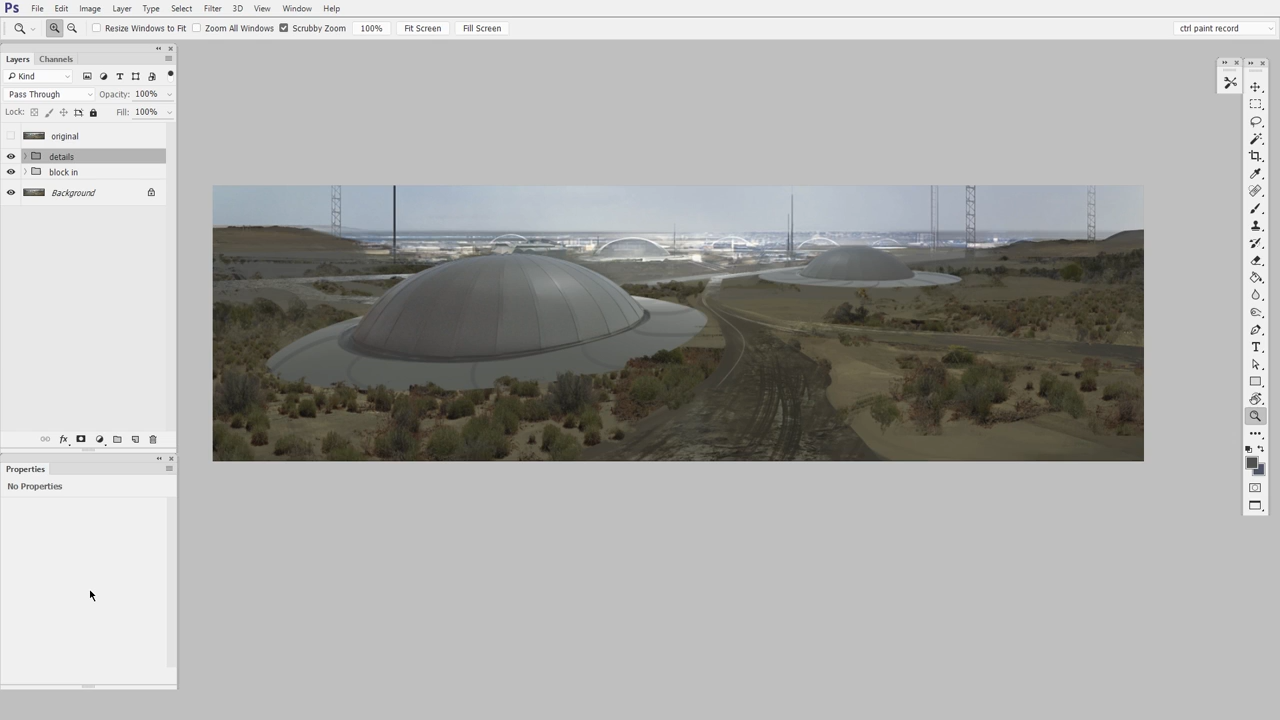 Ps File Edit Image Layer Type Select Filter 3D View Window Help
Resize Windows to Fit Zoom All Windows Scrubby Zoom 100% Fit Screen Fill Screen ctrl paint record
Layers Channels
Kind
Pass Through Opacity: 100%
Lock: Fill: 100%
original
details
block in
Background
fx
Properties
No Properties